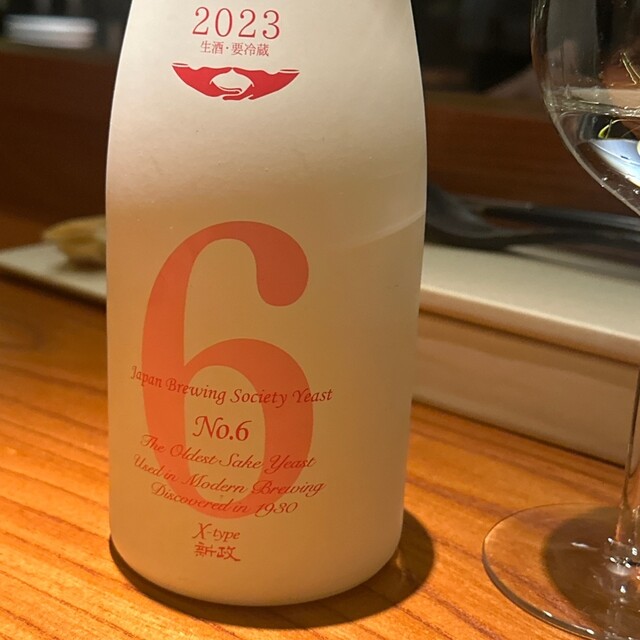 2023
生酒・要冷蔵
6
Japan Brewing Society Yeast
No.6
The Oldest Sake Yeast
Used in Modern Brewing
Discovered in 1930
X-type
新政